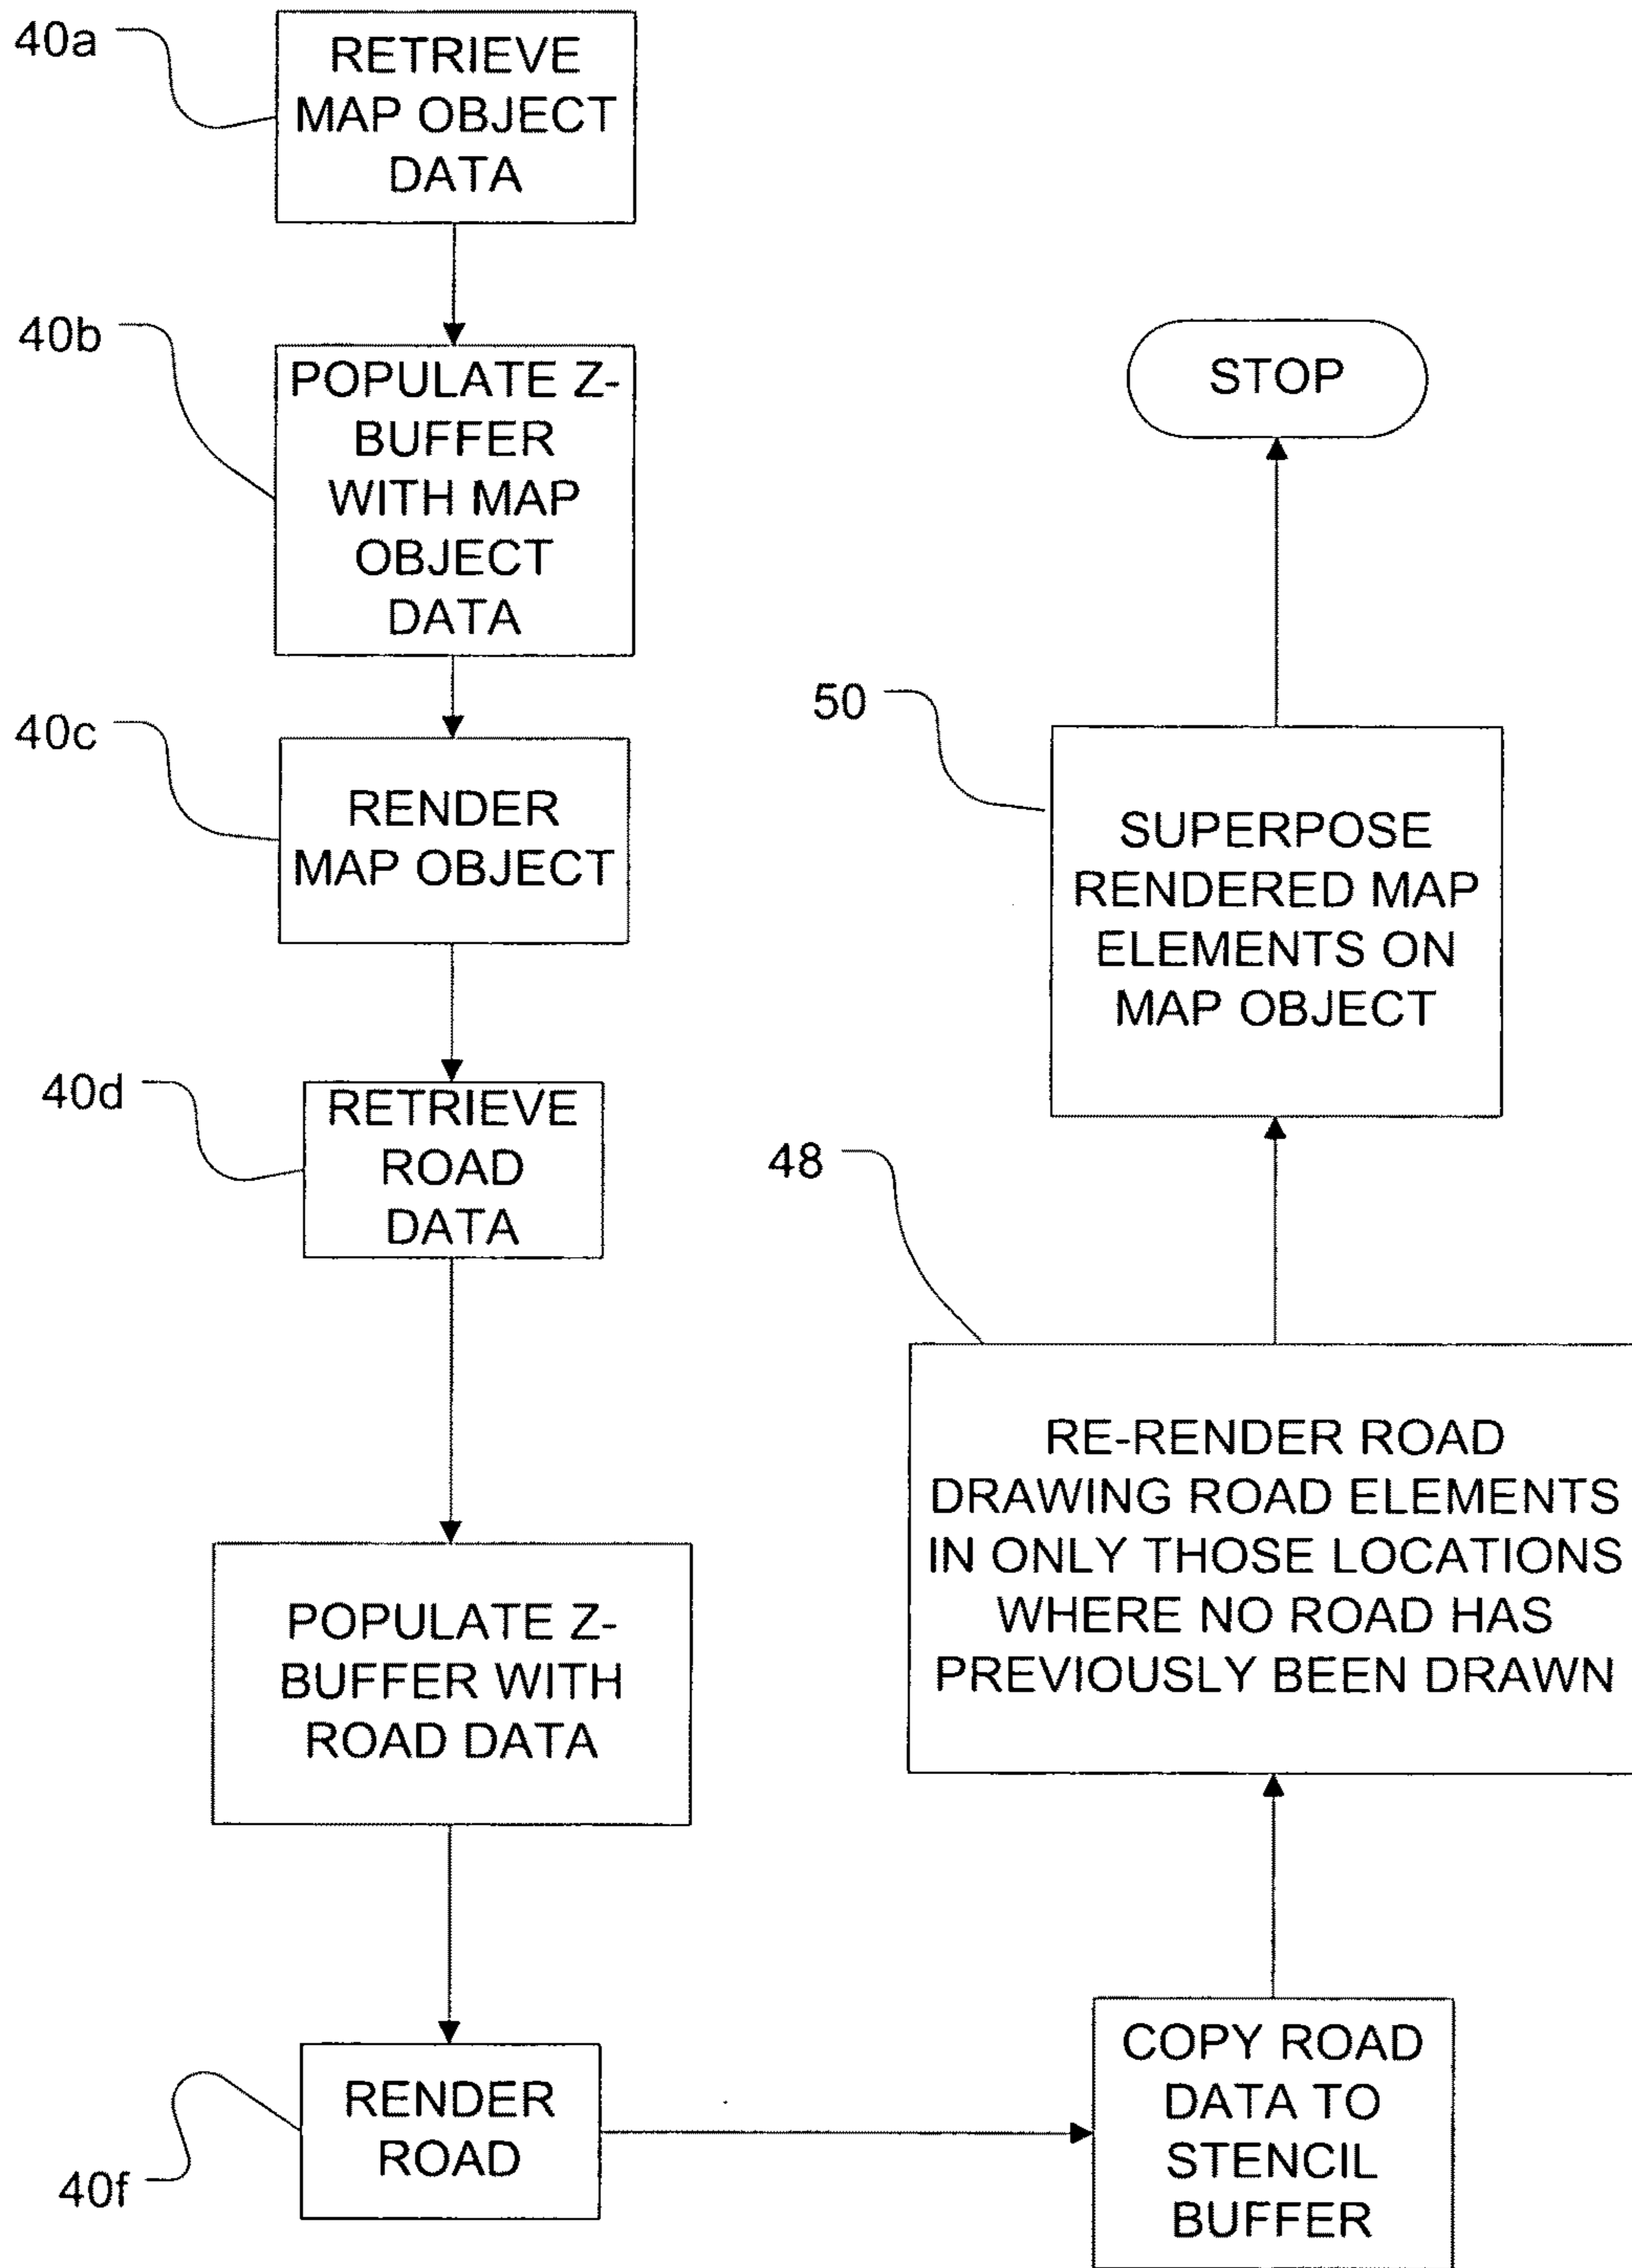 40a
RETRIEVE
MAP OBJECT
DATA
40b
POPULATE Z-
BUFFER
WITH MAP
OBJECT
DATA
40c
RENDER
MAP OBJECT
40d
RETRIEVE
ROAD
DATA
POPULATE Z-
BUFFER WITH
ROAD DATA
40f
RENDER
ROAD
COPY ROAD
DATA TO
STENCIL
BUFFER
48
RE-RENDER ROAD
DRAWING ROAD ELEMENTS
IN ONLY THOSE LOCATIONS
WHERE NO ROAD HAS
PREVIOUSLY BEEN DRAWN
50
SUPERPOSE
RENDERED MAP
ELEMENTS ON
MAP OBJECT
STOP